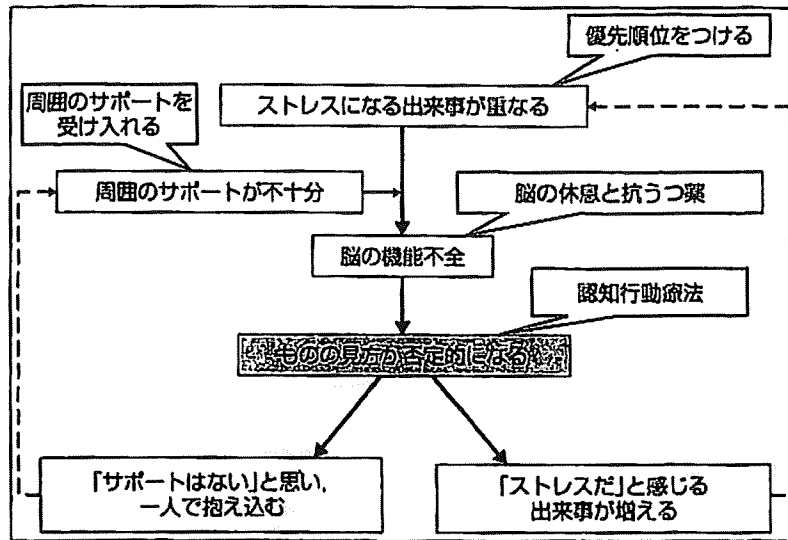 優先順位をつける
ストレスになる出来事が重なる
周囲のサポートを
受け入れる
周囲のサポートが不十分
脳の休息と抗うつ薬
脳の機能不全
認知行動療法
ものの見方が否定的になる
「サポートはない」と思い,
一人で抱え込む
「ストレスだ」と感じる
出来事が増える